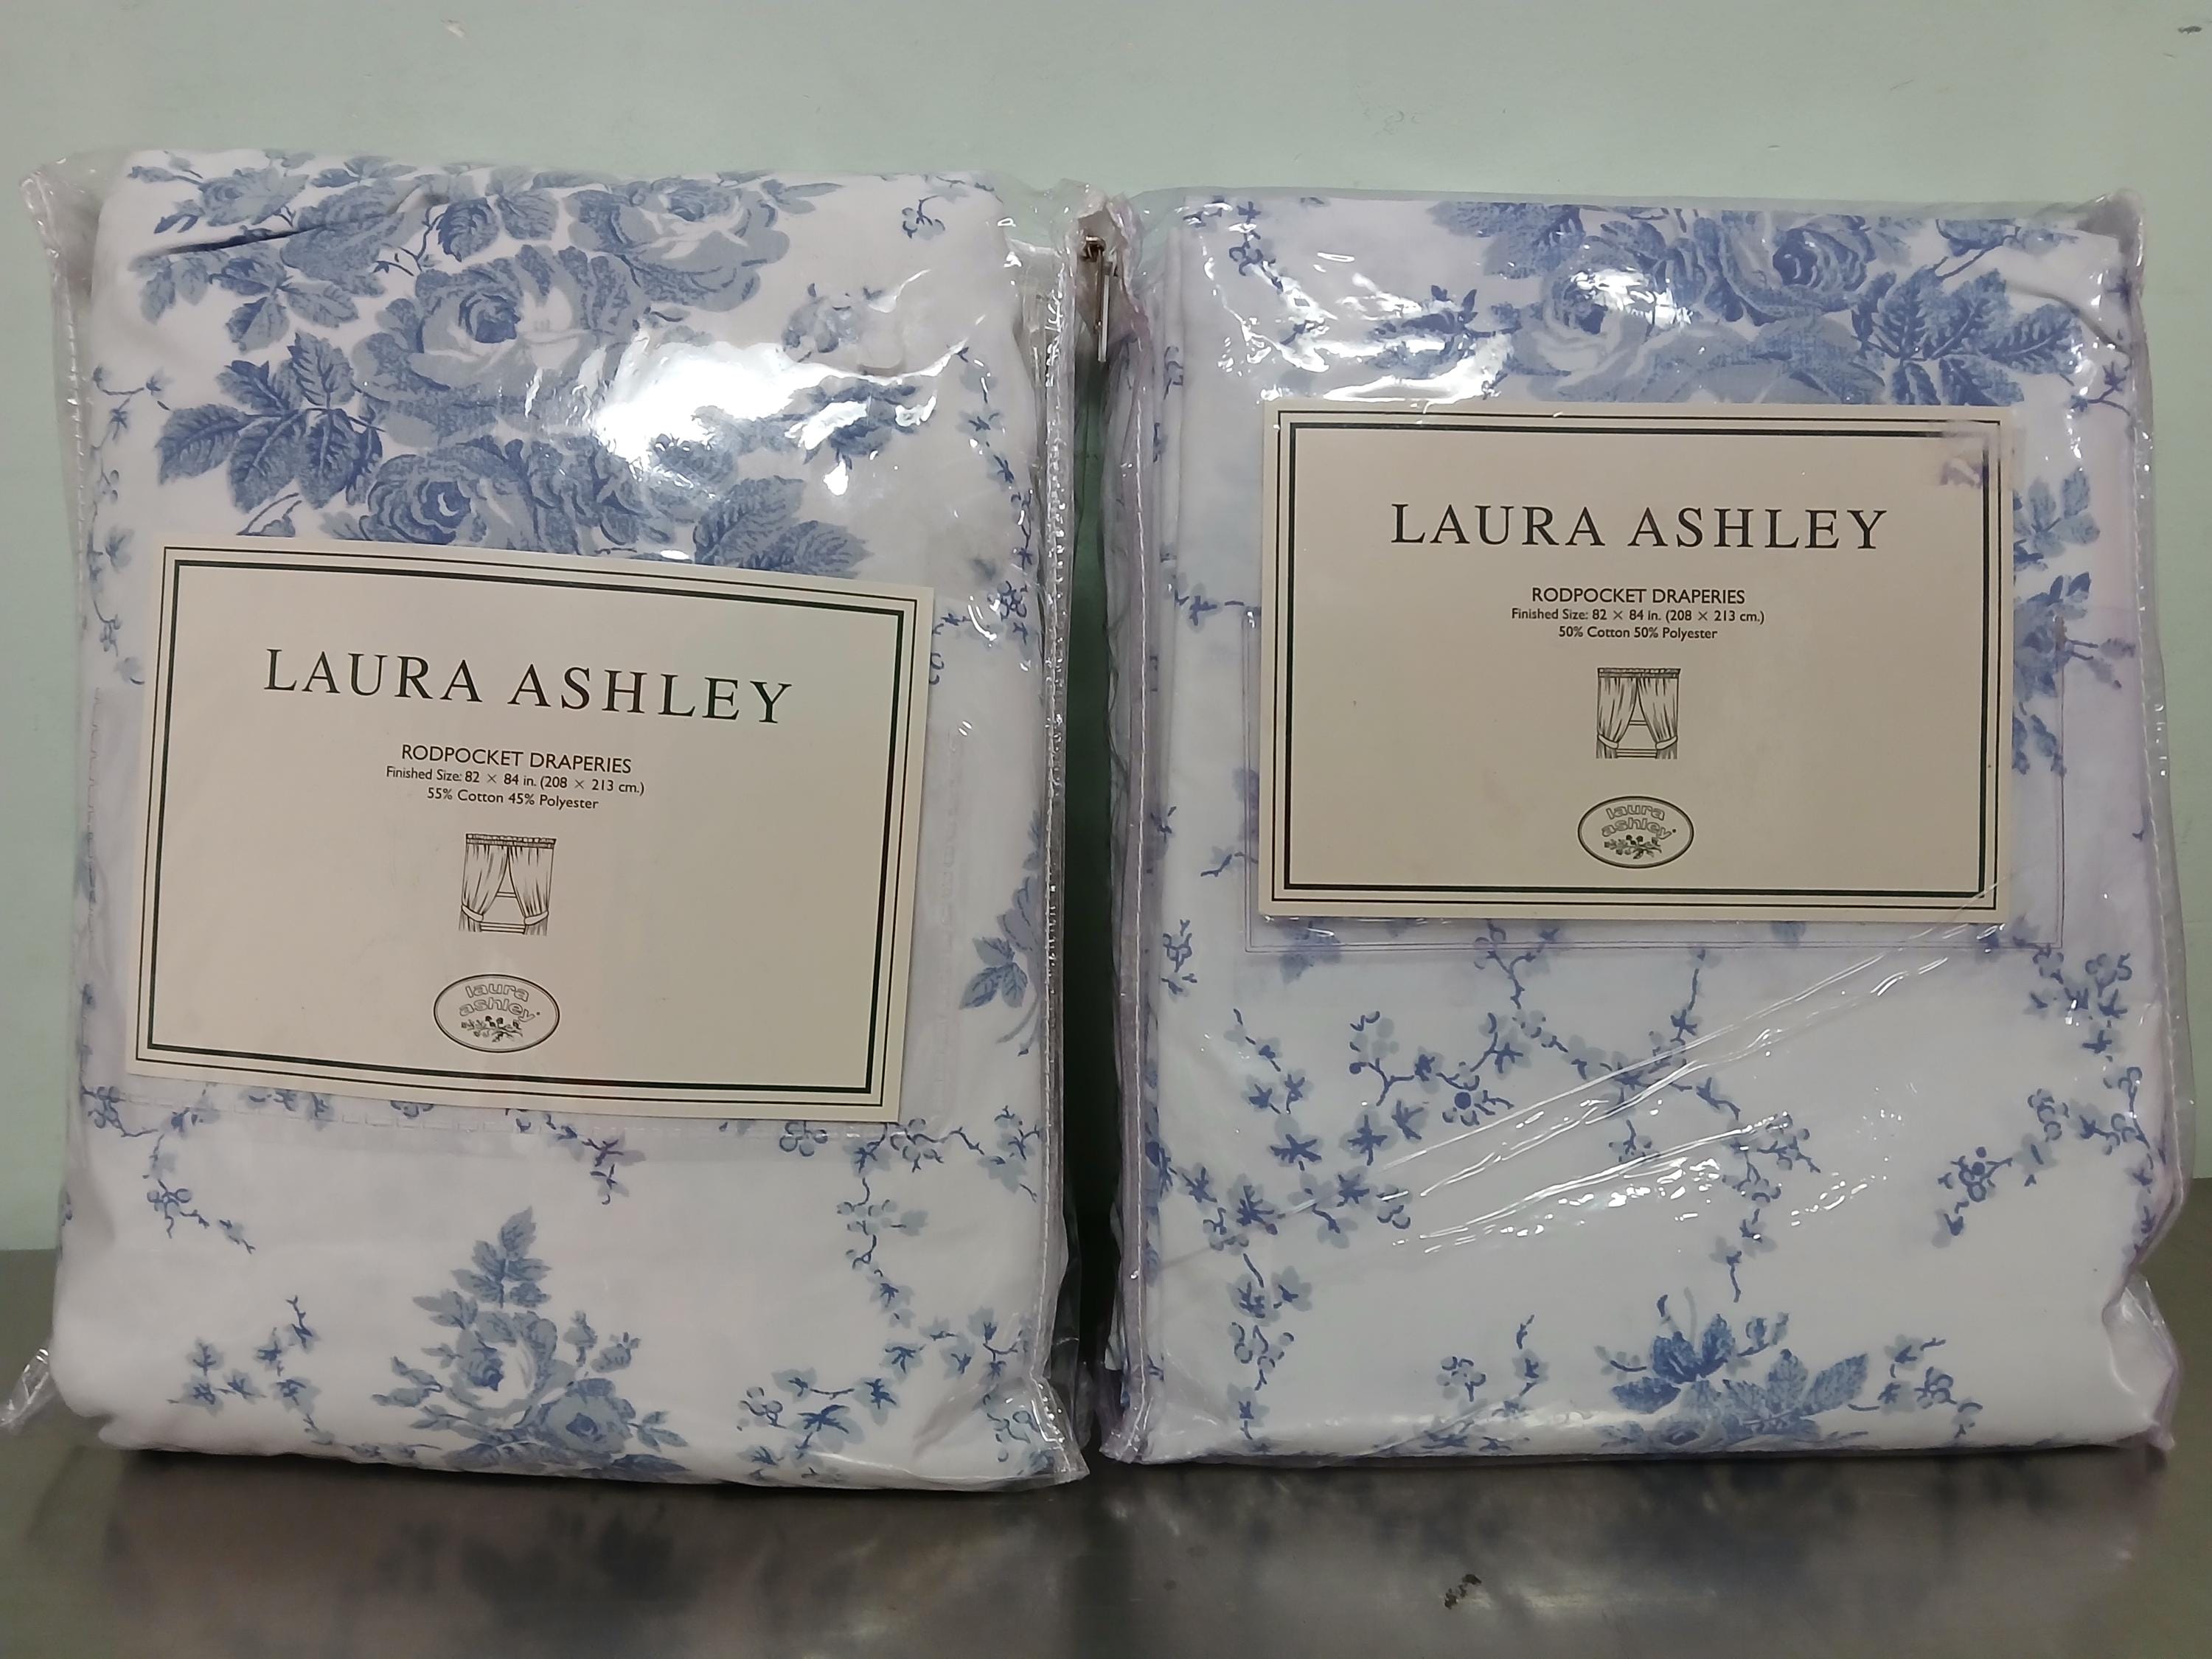 LAURA ASHLEY
RODPOCKET DRAPERIES
Finished Size: 82 × 84 in. (208 × 213 cm.)
55% Cotton 45% Polyester
laura
ashley®
LAURA ASHLEY
RODPOCKET DRAPERIES
Finished Size: 82 × 84 in. (208 × 213 cm.)
50% Cotton 50% Polyester
laura
ashley®